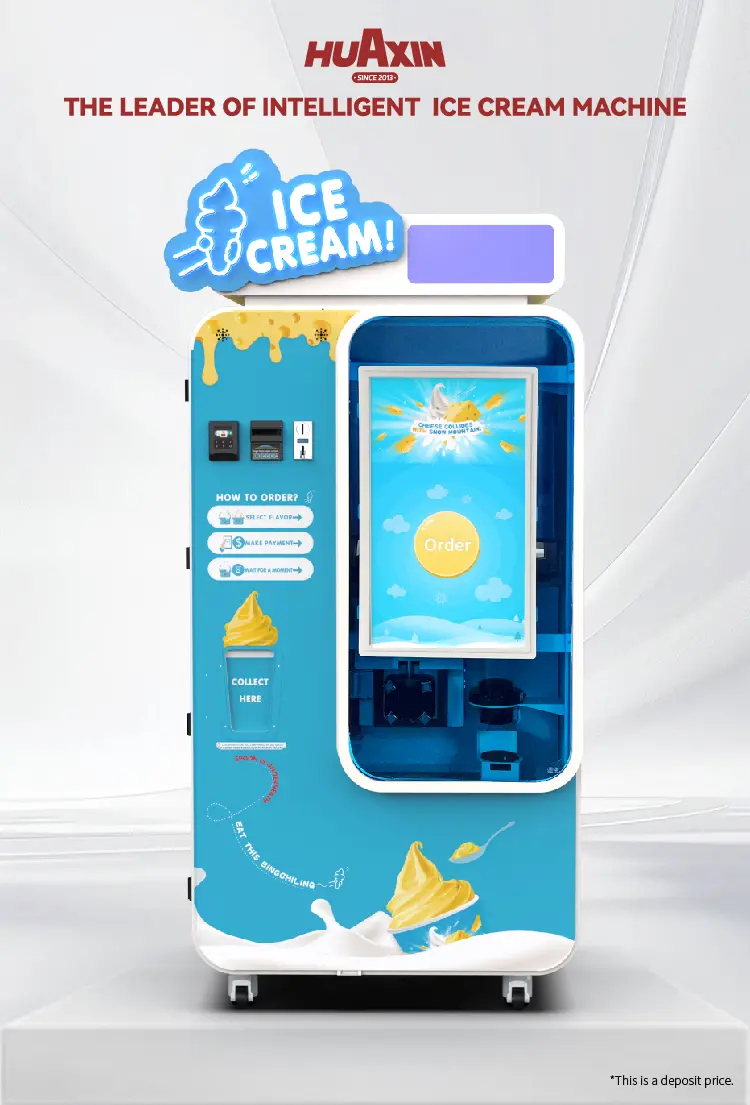 HUAXIN
SINCE 2013
THE LEADER OF INTELLIGENT ICE CREAM MACHINE
ICE
CREAM!
CHEESE COLLIDES
WITH SNOW MOUNTAIN
HOW TO ORDER?
SELECT FLAVOR
$
MAKE PAYMENT
WAIT FOR A MOMENT
Order
COLLECT
HERE
EAT THIS BINGCHILING
*This is a deposit price.